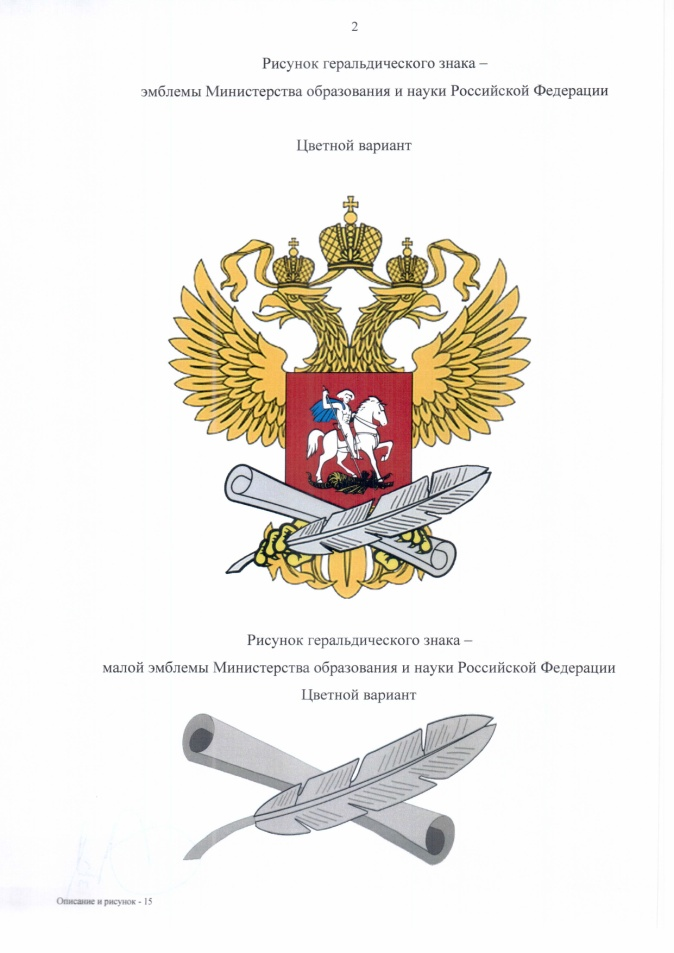 2
Рисунок геральдического знака –
эмблемы Министерства образования и науки Российской Федерации
Цветной вариант
Рисунок геральдического знака –
малой эмблемы Министерства образования и науки Российской Федерации
Цветной вариант
Описание и рисунок - 15